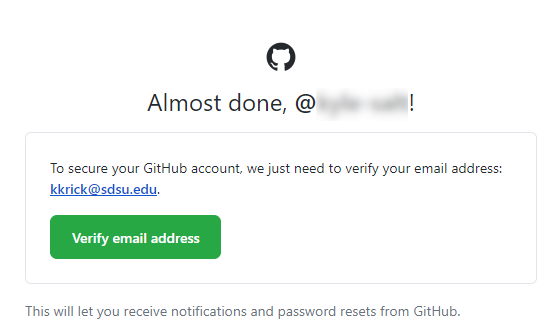 Almost done, @!
To secure your GitHub account, we just need to verify your email address:
kkrick@sdsu.edu.
Verify email address
This will let you receive notifications and password resets from GitHub.